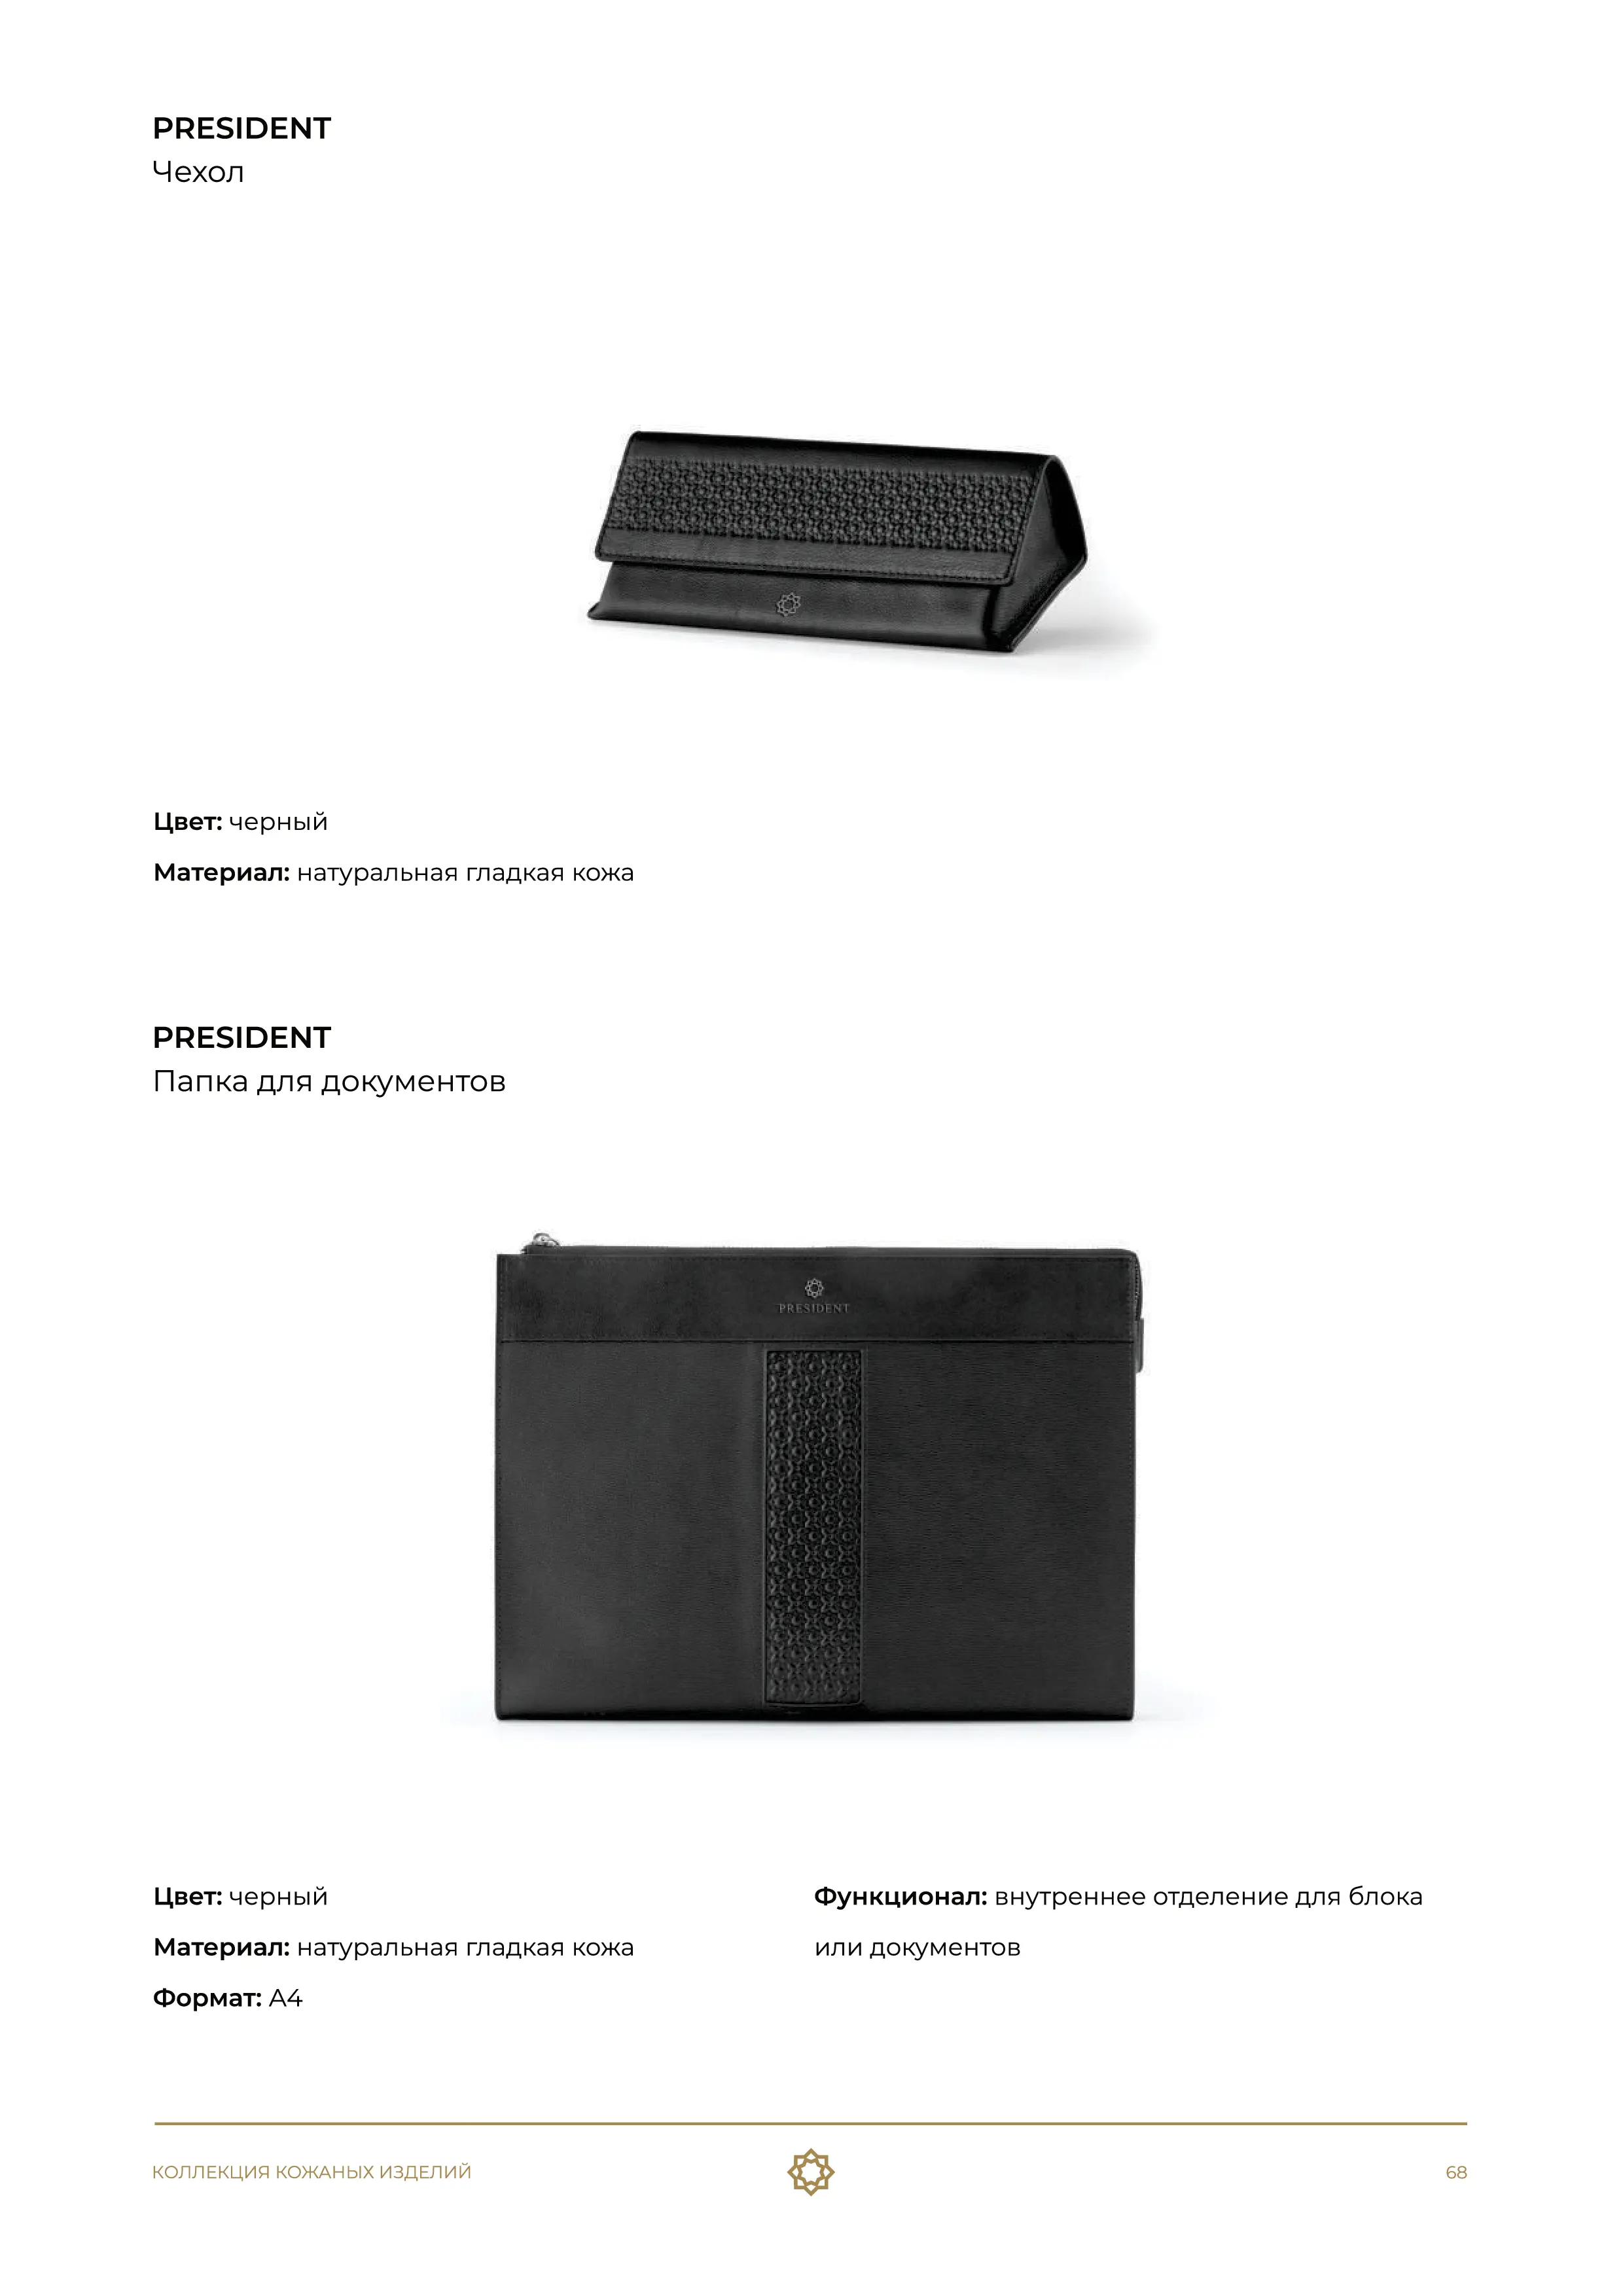 PRESIDENT
Чехол
Цвет: черный
Материал: натуральная гладкая кожа
PRESIDENT
Папка для документов
PRESIDENT
Цвет: черный
Материал: натуральная гладкая кожа
Формат: А4
Функционал: внутреннее отделение для блока
или документов
КОЛЛЕКЦИЯ КОЖАНЫХ ИЗДЕЛИЙ
68